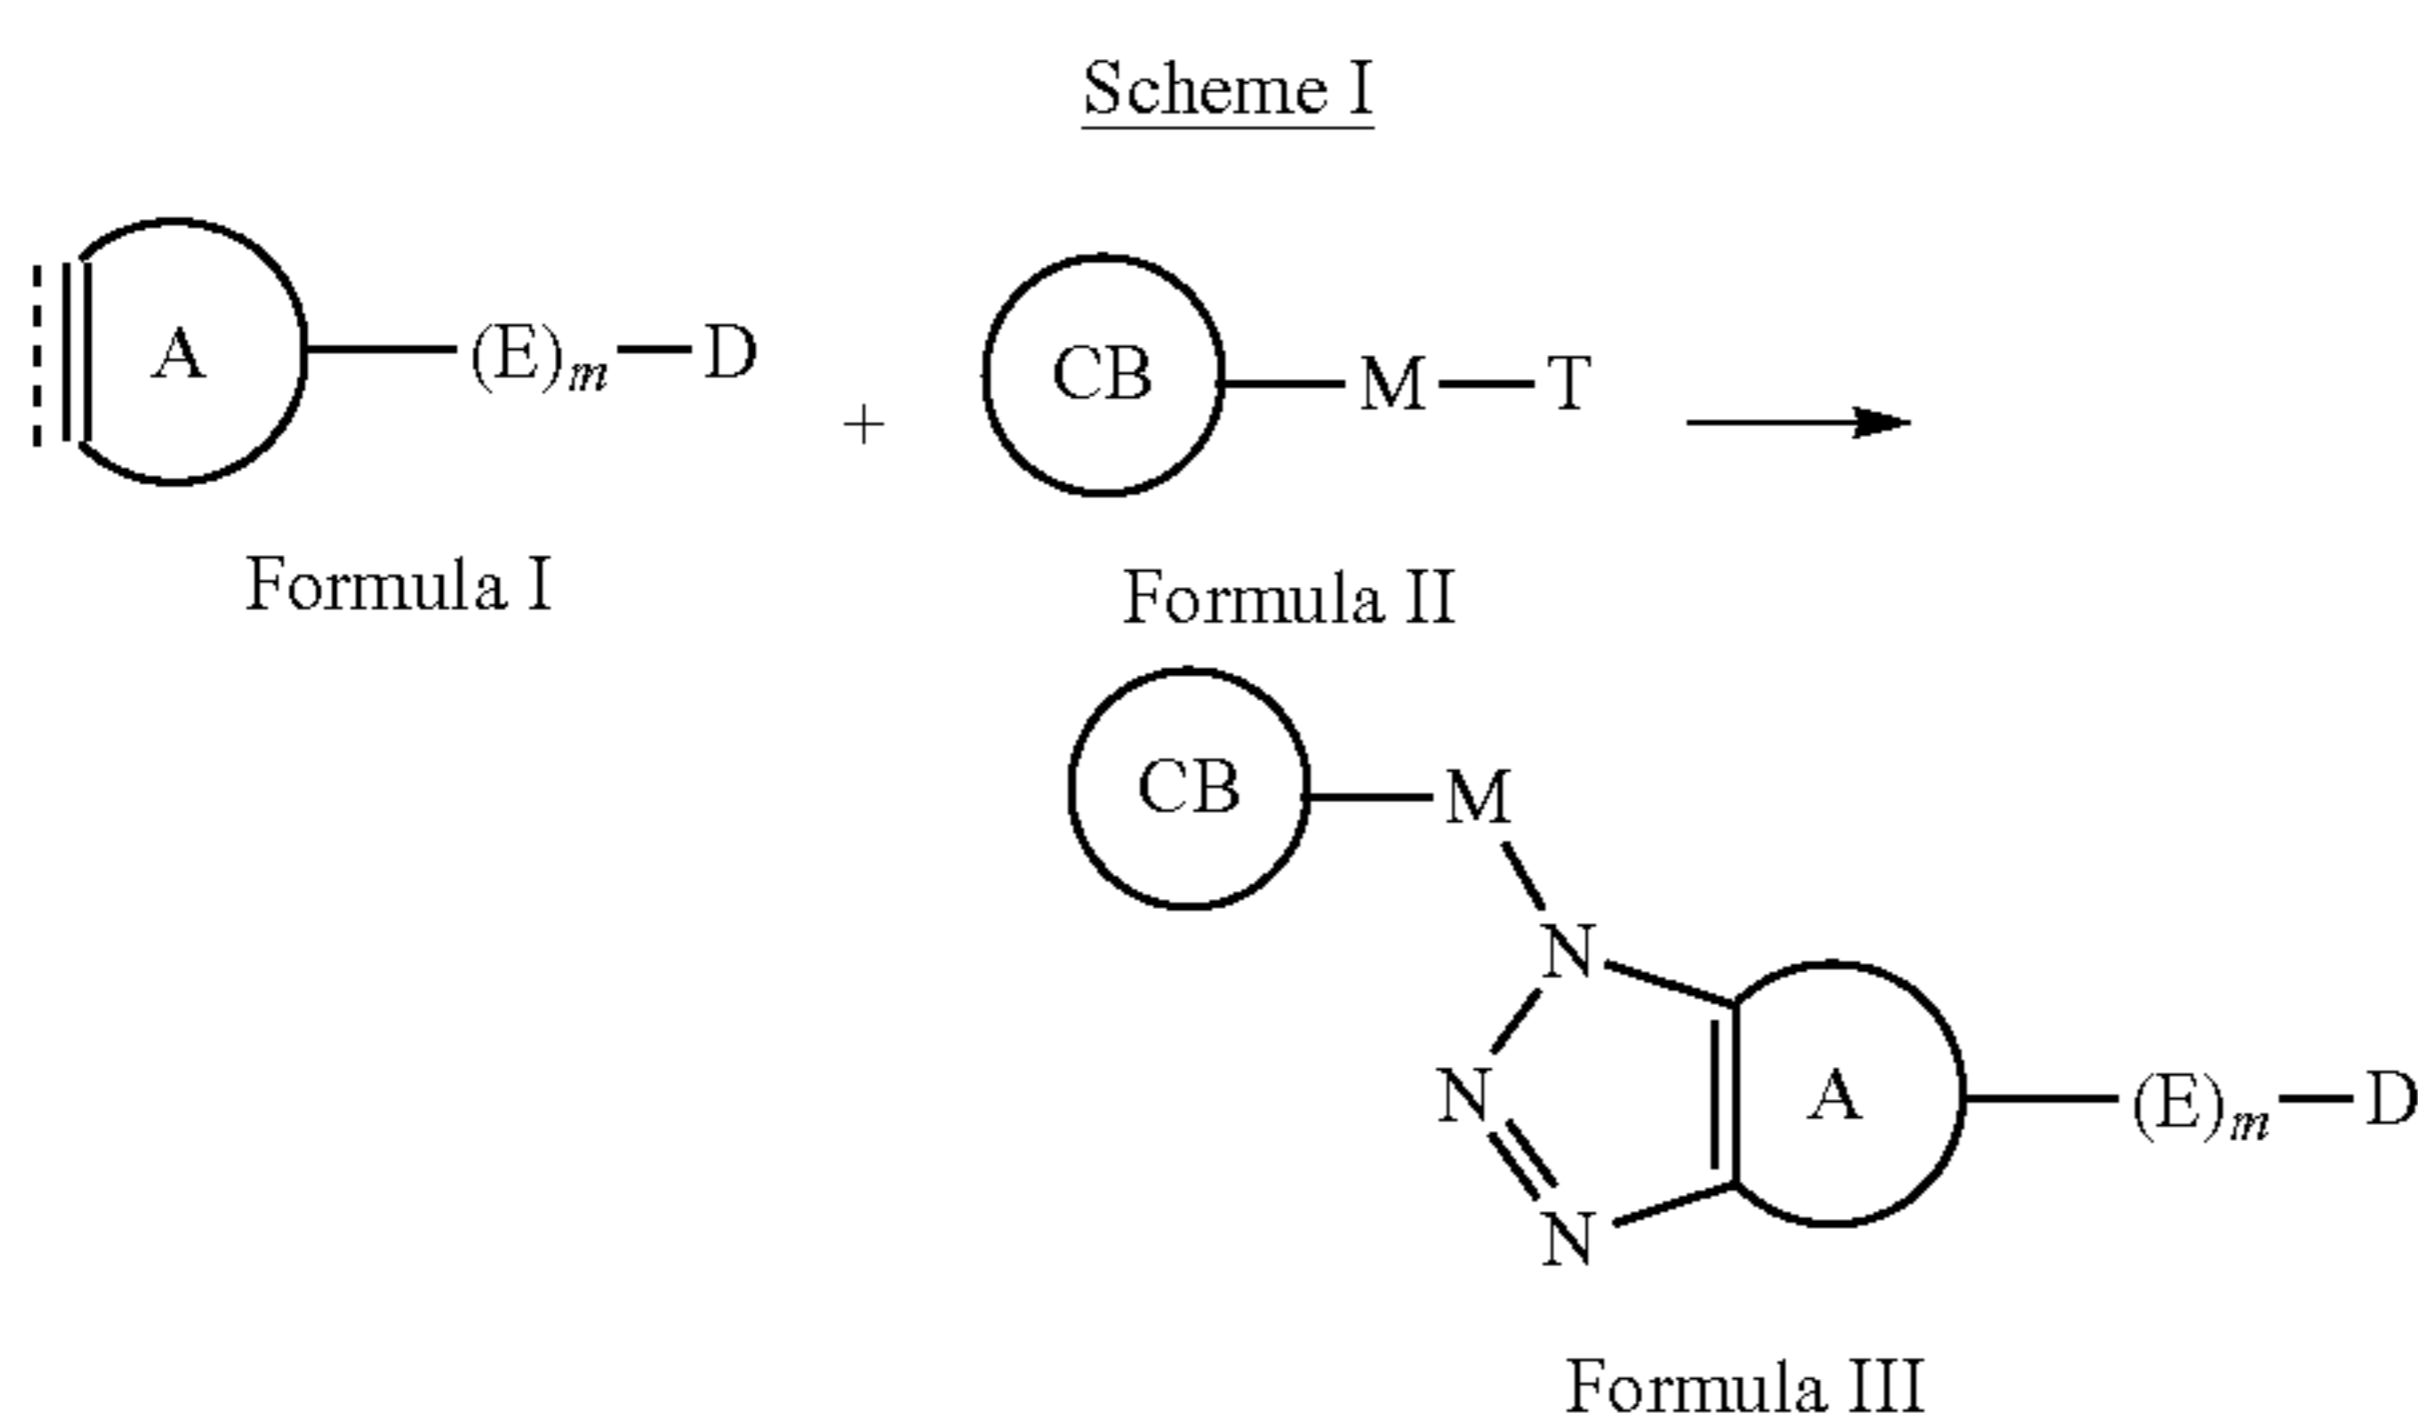 Scheme I
A (E)m D + CB M T
Formula I
Formula II
CB M
N
N A (E)m D
N
Formula III